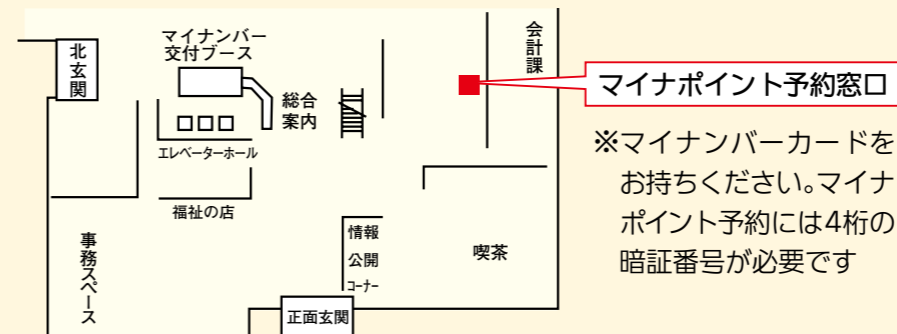 北玄関
マイナンバー
交付ブース
総合
案内
エレベーターホール
福祉の店
事務スペース
会計課
マイナポイント予約窓口
※マイナンバーカードを
お持ちください。マイナ
ポイント予約には4桁の
暗証番号が必要です
情報
公開
コーナー
喫茶
正面玄関